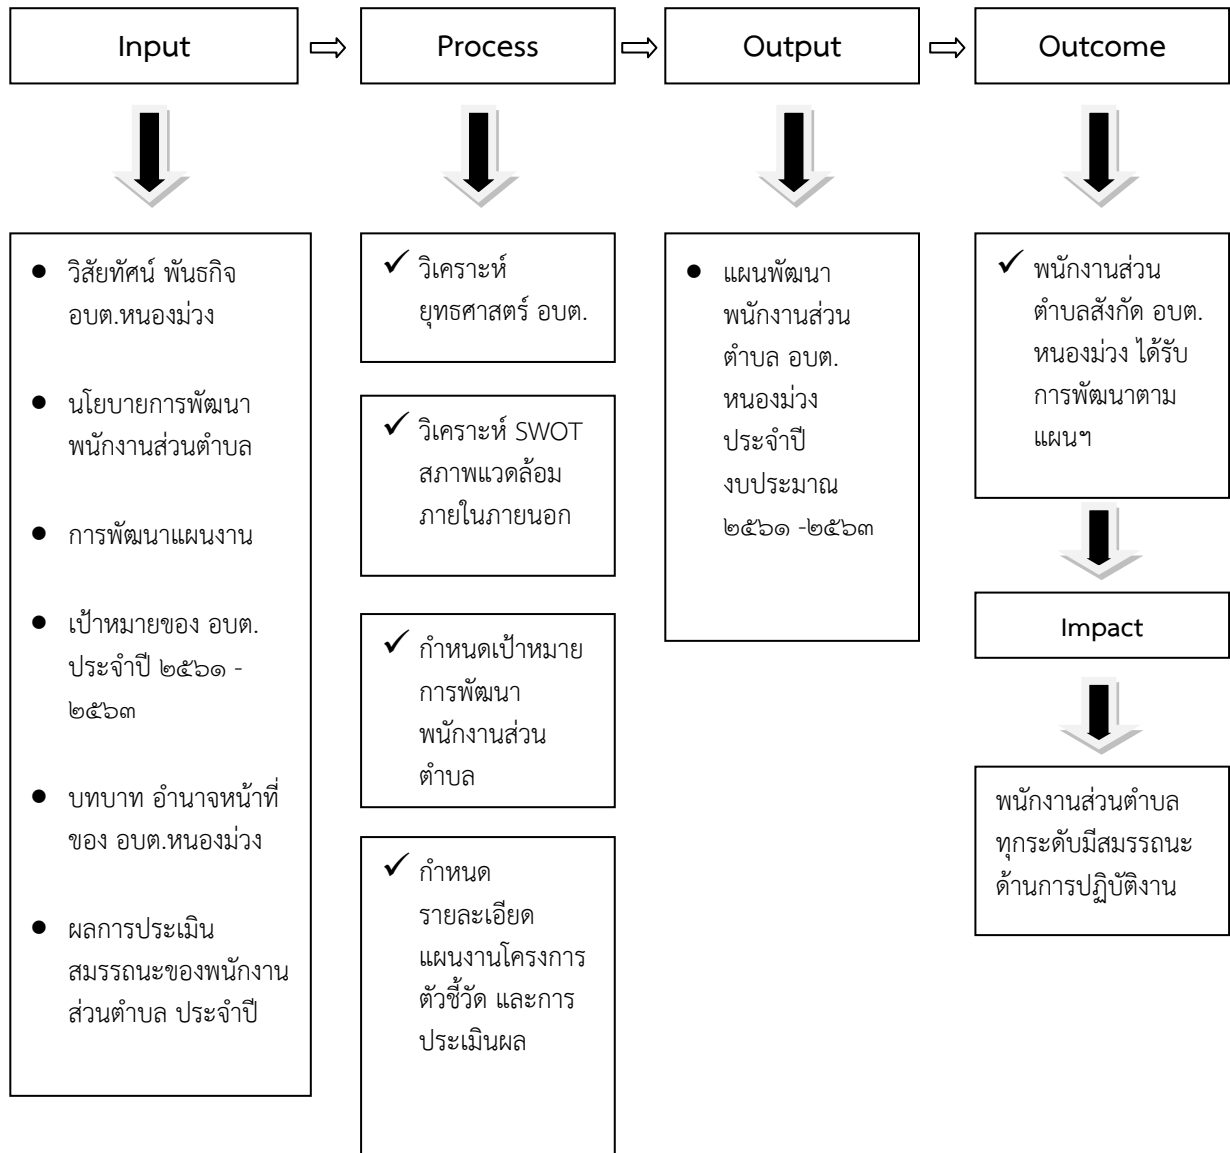 Input
Process
Output
Outcome
วิสัยทัศน์ พันธกิจ
อบต.หนองม่วง
นโยบายการพัฒนา
พนักงานส่วนตำบล
การพัฒนาแผนงาน
เป้าหมายของ อบต.
ประจำปี ๒๕๖๑ -
๒๕๖๓
บทบาท อำนาจหน้าที่
ของ อบต.หนองม่วง
ผลการประเมิน
สมรรถนะของพนักงาน
ส่วนตำบล ประจำปี
วิเคราะห์
ยุทธศาสตร์ อบต.
วิเคราะห์ SWOT
สภาพแวดล้อม
ภายในภายนอก
กำหนดเป้าหมาย
การพัฒนา
พนักงานส่วน
ตำบล
กำหนด
รายละเอียด
แผนงานโครงการ
ตัวชี้วัด และการ
ประเมินผล
แผนพัฒนา
พนักงานส่วน
ตำบล อบต.
หนองม่วง
ประจำปี
งบประมาณ
๒๕๖๑ -๒๕๖๓
พนักงานส่วน
ตำบลสังกัด อบต.
หนองม่วง ได้รับ
การพัฒนาตาม
แผนฯ
Impact
พนักงานส่วนตำบล
ทุกระดับมีสมรรถนะ
ด้านการปฏิบัติงาน